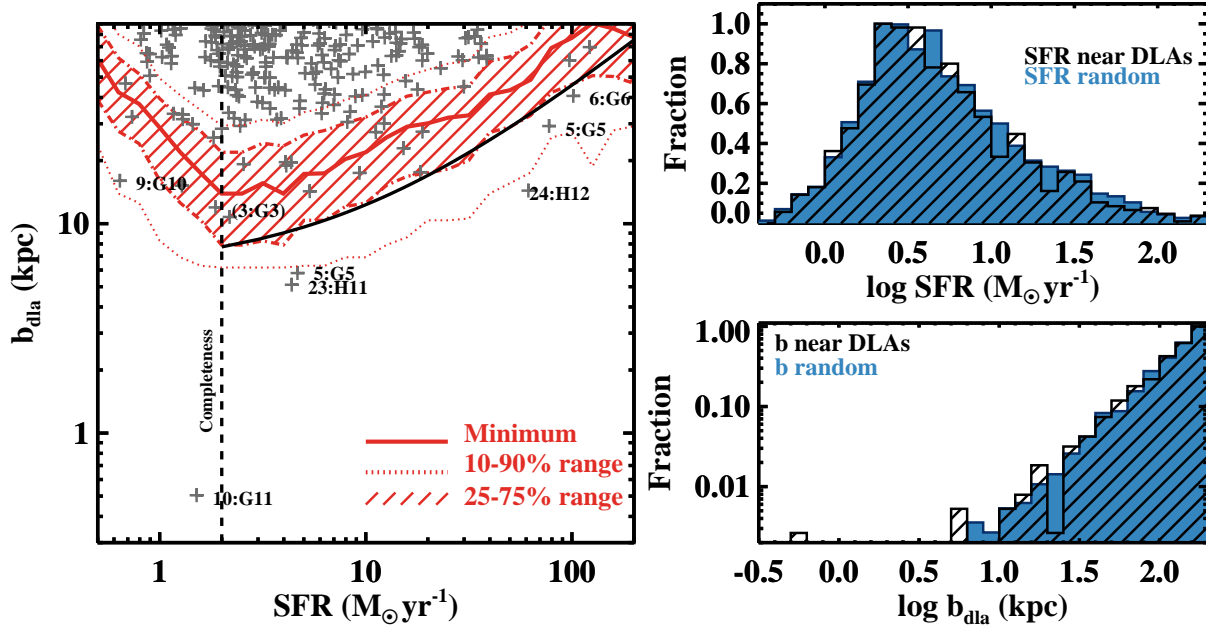 b_dla (kpc)
10
1
9:G10
(3:G3)
6:G6
5:G5
24:H12
5:G5
23:H11
Completeness
10:G11
Minimum
10-90% range
25-75% range
1
10
100
SFR (M⊙ yr⁻¹)
Fraction
1.0
0.8
0.6
0.4
0.2
0.0
SFR near DLAs
SFR random
0.0
0.5
1.0
1.5
2.0
log SFR (M⊙ yr⁻¹)
Fraction
1.00
0.10
0.01
b near DLAs
b random
-0.5
0.0
0.5
1.0
1.5
2.0
log b_dla (kpc)